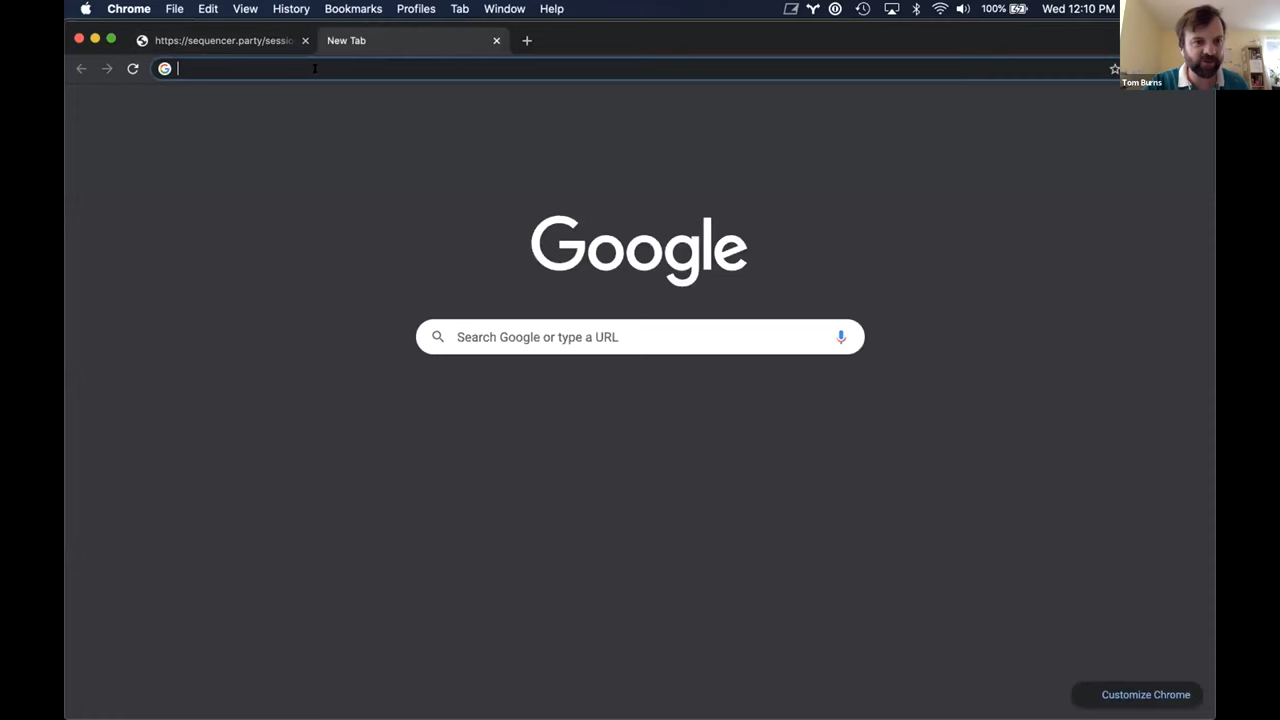 Chrome File Edit View History Bookmarks Profiles Tab Window Help 100% Wed 12:10 PM
https://sequencer.party/sessio
New Tab
Tom Burns
Google
Search Google or type a URL
Customize Chrome